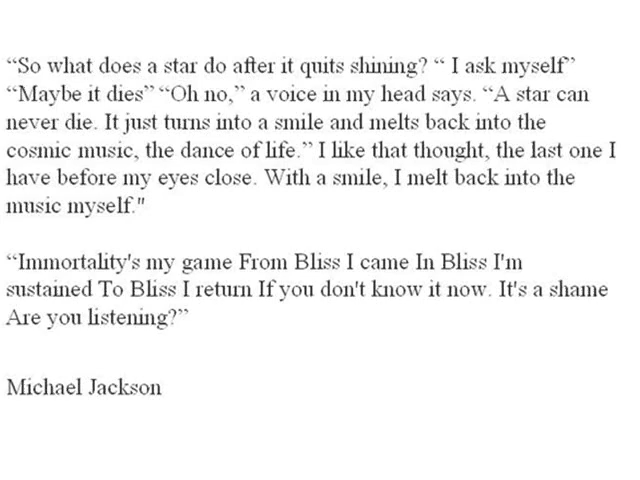 “So what does a star do after it quits shining? “ I ask myself”
“Maybe it dies” “Oh no,” a voice in my head says. “A star can
never die. It just turns into a smile and melts back into the
cosmic music, the dance of life.” I like that thought, the last one I
have before my eyes close. With a smile, I melt back into the
music myself."
“Immortality's my game From Bliss I came In Bliss I'm
sustained To Bliss I return If you don't know it now. It's a shame
Are you listening?”
Michael Jackson